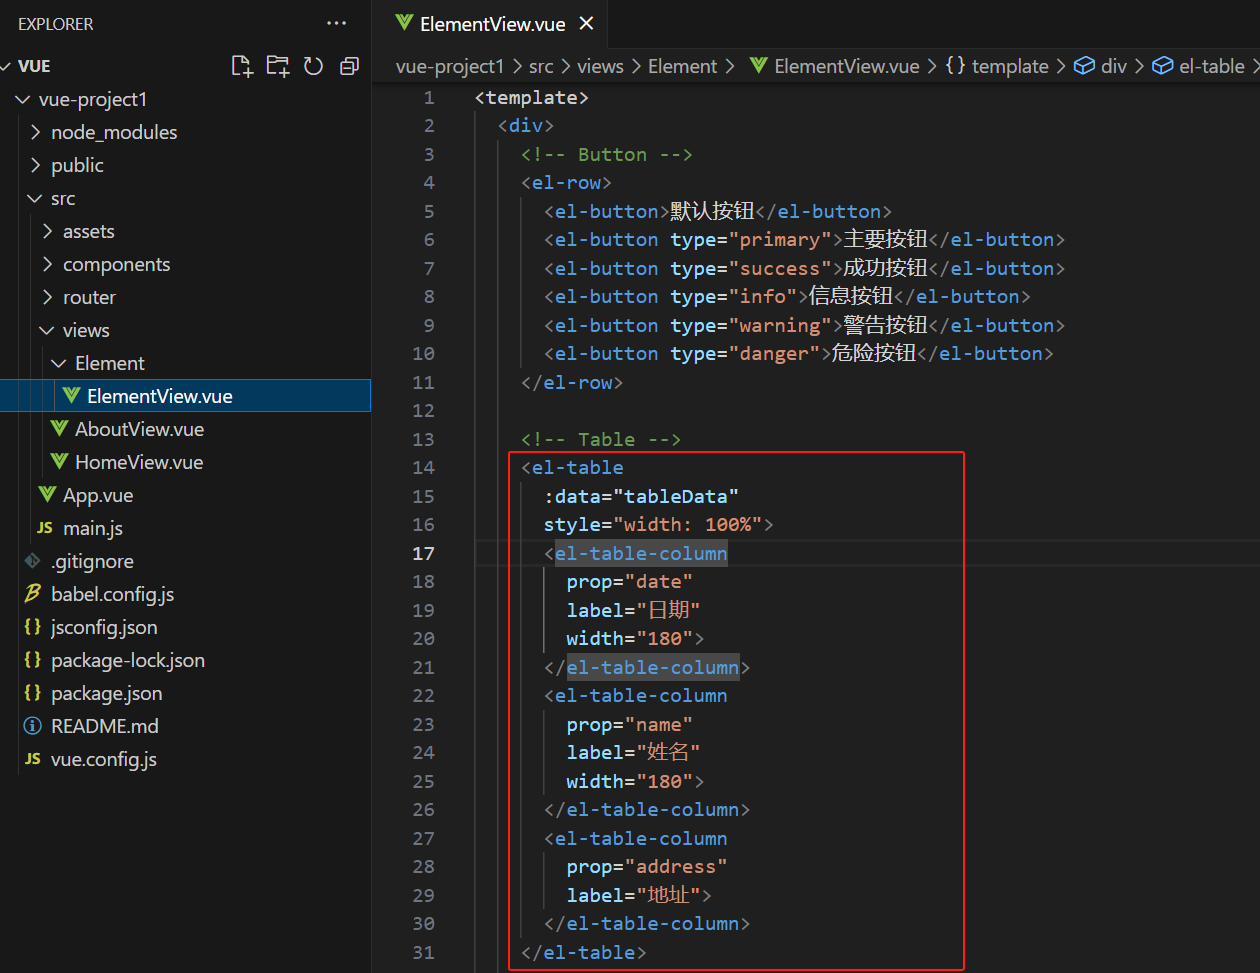 EXPLORER
VUE
vue-project1
node_modules
public
src
assets
components
router
views
Element
ElementView.vue
AboutView.vue
HomeView.vue
App.vue
JS main.js
.gitignore
babel.config.js
{} jsconfig.json
{} package-lock.json
{} package.json
README.md
JS vue.config.js
ElementView.vue
vue-project1 > src > views > Element > ElementView.vue > {} template > div > el-table >
1 <template>
2 <div>
3 <!-- Button -->
4 <el-row>
5 <el-button>默认按钮</el-button>
6 <el-button type="primary">主要按钮</el-button>
7 <el-button type="success">成功按钮</el-button>
8 <el-button type="info">信息按钮</el-button>
9 <el-button type="warning">警告按钮</el-button>
10 <el-button type="danger">危险按钮</el-button>
11 </el-row>
12
13 <!-- Table -->
14 <el-table
15 :data="tableData"
16 style="width: 100%">
17 <el-table-column
18 prop="date"
19 label="日期"
20 width="180">
21 </el-table-column>
22 <el-table-column
23 prop="name"
24 label="姓名"
25 width="180">
26 </el-table-column>
27 <el-table-column
28 prop="address"
29 label="地址">
30 </el-table-column>
31 </el-table>